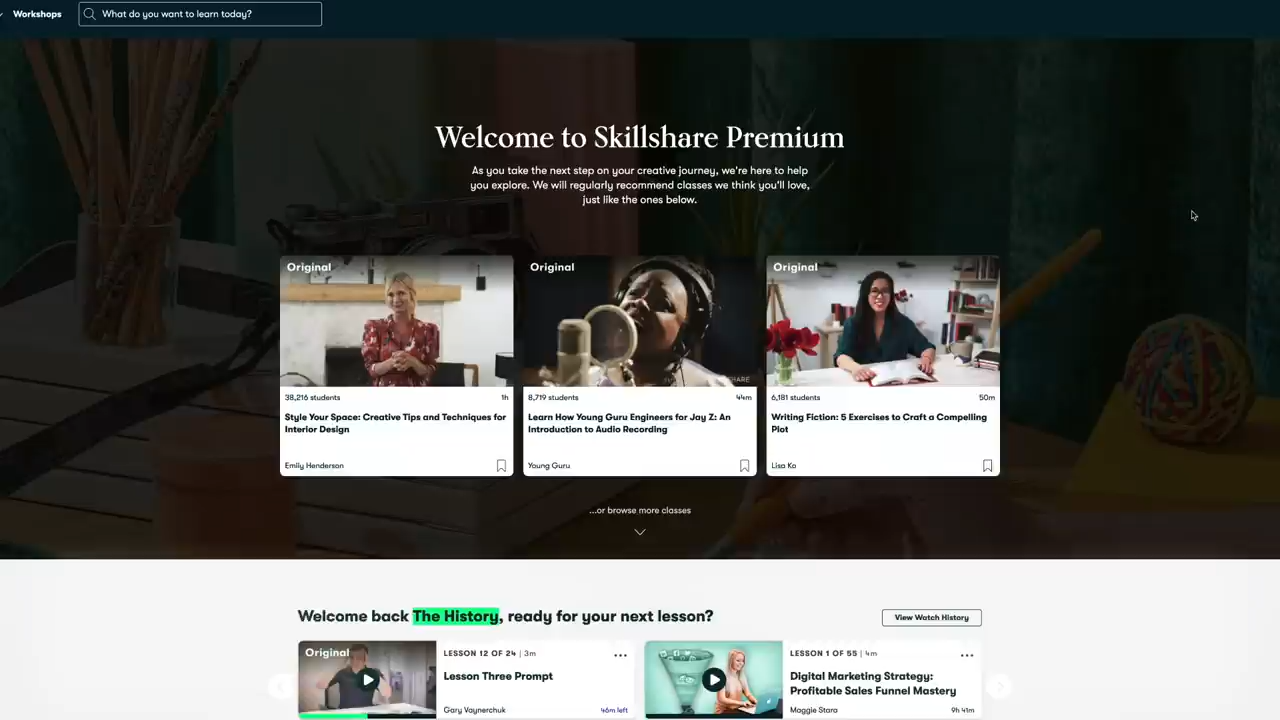 Workshops
What do you want to learn today?
Welcome to Skillshare Premium
As you take the next step on your creative journey, we're here to help
you explore. We will regularly recommend classes we think you'll love,
just like the ones below.
Original
Original
Original
SHARE
38,216 students 1h
8,719 students 44m
6,181 students 50m
Style Your Space: Creative Tips and Techniques for
Interior Design
Learn How Young Guru Engineers for Jay Z: An
Introduction to Audio Recording
Writing Fiction: 5 Exercises to Craft a Compelling
Plot
Emily Henderson
Young Guru
Lisa Ko
...or browse more classes
Welcome back The History, ready for your next lesson?
View Watch History
Original
LESSON 12 OF 24 | 3m
Lesson Three Prompt
Gary Vaynerchuk 46m left
LESSON 1 OF 55 | 4m
Digital Marketing Strategy:
Profitable Sales Funnel Mastery
Maggie Stara 9h 41m